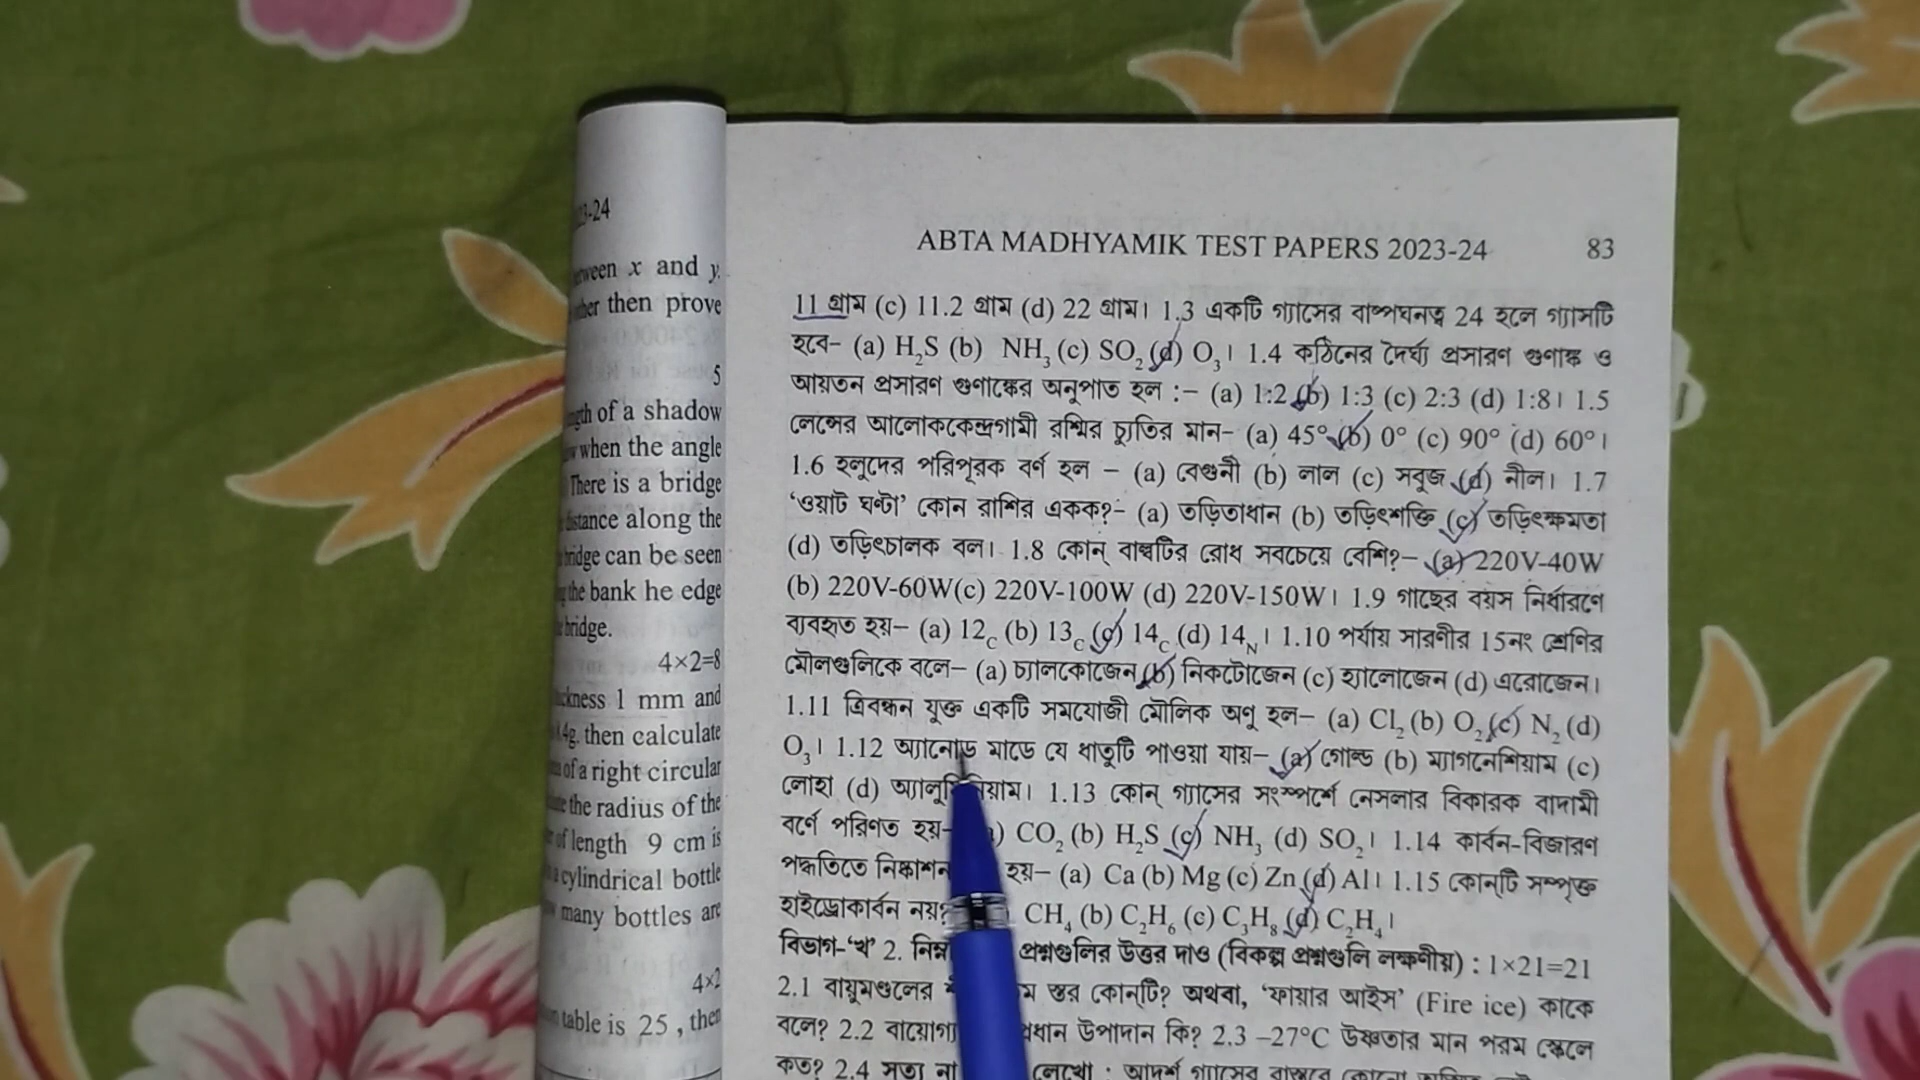 23-24
between x and y.
other then prove
5
length of a shadow
when the angle
There is a bridge
distance along the
bridge can be seen
the bank he edge
bridge.
4×2=8
thickness 1 mm and
then calculate
of a right circular
the radius of the
of length 9 cm is
a cylindrical bottle
many bottles are
4×2
table is 25 , then
ABTA MADHYAMIK TEST PAPERS 2023-24 83
11 গ্রাম (c) 11.2 গ্রাম (d) 22 গ্রাম। 1.3 একটি গ্যাসের বাষ্পঘনত্ব 24 হলে গ্যাসটি
হবে– (a) H₂S (b) NH₃ (c) SO₂ (d) O₃। 1.4 কঠিনের দৈর্ঘ্য প্রসারণ গুণাঙ্ক ও
আয়তন প্রসারণ গুণাঙ্কের অনুপাত হল :– (a) 1:2 (b) 1:3 (c) 2:3 (d) 1:8। 1.5
লেন্সের আলোককেন্দ্রগামী রশ্মির চ্যুতির মান– (a) 45° (b) 0° (c) 90° (d) 60°।
1.6 হলুদের পরিপূরক বর্ণ হল – (a) বেগুনী (b) লাল (c) সবুজ (d) নীল। 1.7
‘ওয়াট ঘণ্টা’ কোন রাশির একক?– (a) তড়িতাধান (b) তড়িৎশক্তি (c) তড়িৎক্ষমতা
(d) তড়িৎচালক বল। 1.8 কোন্ বাল্বটির রোধ সবচেয়ে বেশি?– (a) 220V-40W
(b) 220V-60W(c) 220V-100W (d) 220V-150W। 1.9 গাছের বয়স নির্ধারণে
ব্যবহৃত হয়– (a) 12C (b) 13C (c) 14C (d) 14N। 1.10 পর্যায় সারণীর 15নং শ্রেণির
মৌলগুলিকে বলে– (a) চ্যালকোজেন (b) নিকটোজেন (c) হ্যালোজেন (d) এরোজেন।
1.11 ত্রিবন্ধন যুক্ত একটি সমযোজী মৌলিক অণু হল– (a) Cl₂ (b) O₂ (c) N₂ (d)
O₃। 1.12 অ্যানোড মাডে যে ধাতুটি পাওয়া যায়– (a) গোল্ড (b) ম্যাগনেশিয়াম (c)
লোহা (d) অ্যালুমিনিয়াম। 1.13 কোন্ গ্যাসের সংস্পর্শে নেসলার বিকারক বাদামী
বর্ণে পরিণত হয়– (a) CO₂ (b) H₂S (c) NH₃ (d) SO₂। 1.14 কার্বন-বিজারণ
পদ্ধতিতে নিষ্কাশন হয়– (a) Ca (b) Mg (c) Zn (d) Al। 1.15 কোন্‌টি সম্পৃক্ত
হাইড্রোকার্বন নয়? CH₄ (b) C₂H₆ (c) C₃H₈ (d) C₂H₄।
বিভাগ-‘খ’ 2. প্রশ্নগুলির উত্তর দাও (বিকল্প প্রশ্নগুলি লক্ষণীয়) : 1×21=21
2.1 বায়ুমণ্ডলের স্তর কোন্‌টি? অথবা, ‘ফায়ার আইস’ (Fire ice) কাকে
বলে? 2.2 প্রধান উপাদান কি? 2.3 –27°C উষ্ণতার মান পরম স্কেলে
কত? 2.4 সত্য না লেখো : আদর্শ গ্যাসের